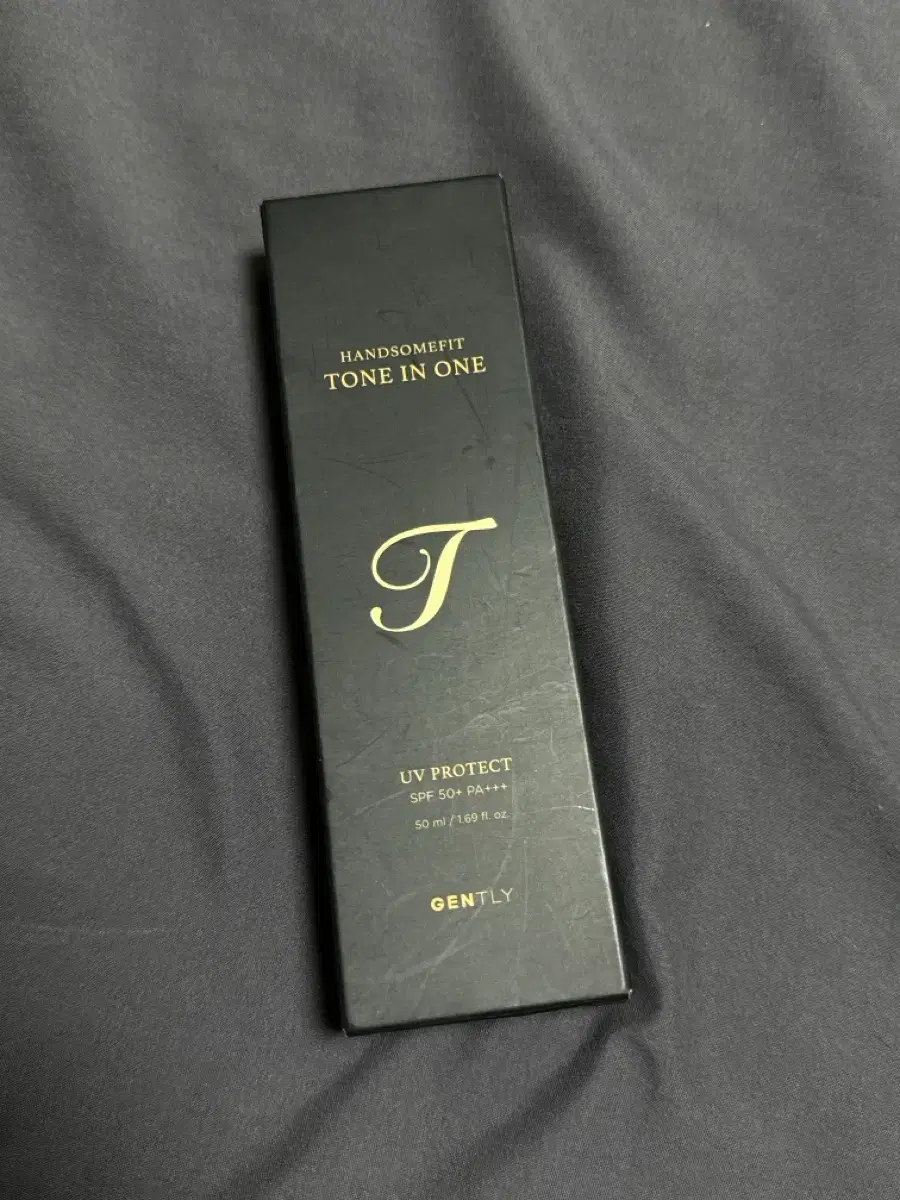 HANDSOMEFIT
TONE IN ONE
T
UV PROTECT
SPF 50+ PA+++
50 ml / 1.69 fl. oz.
GENTLY